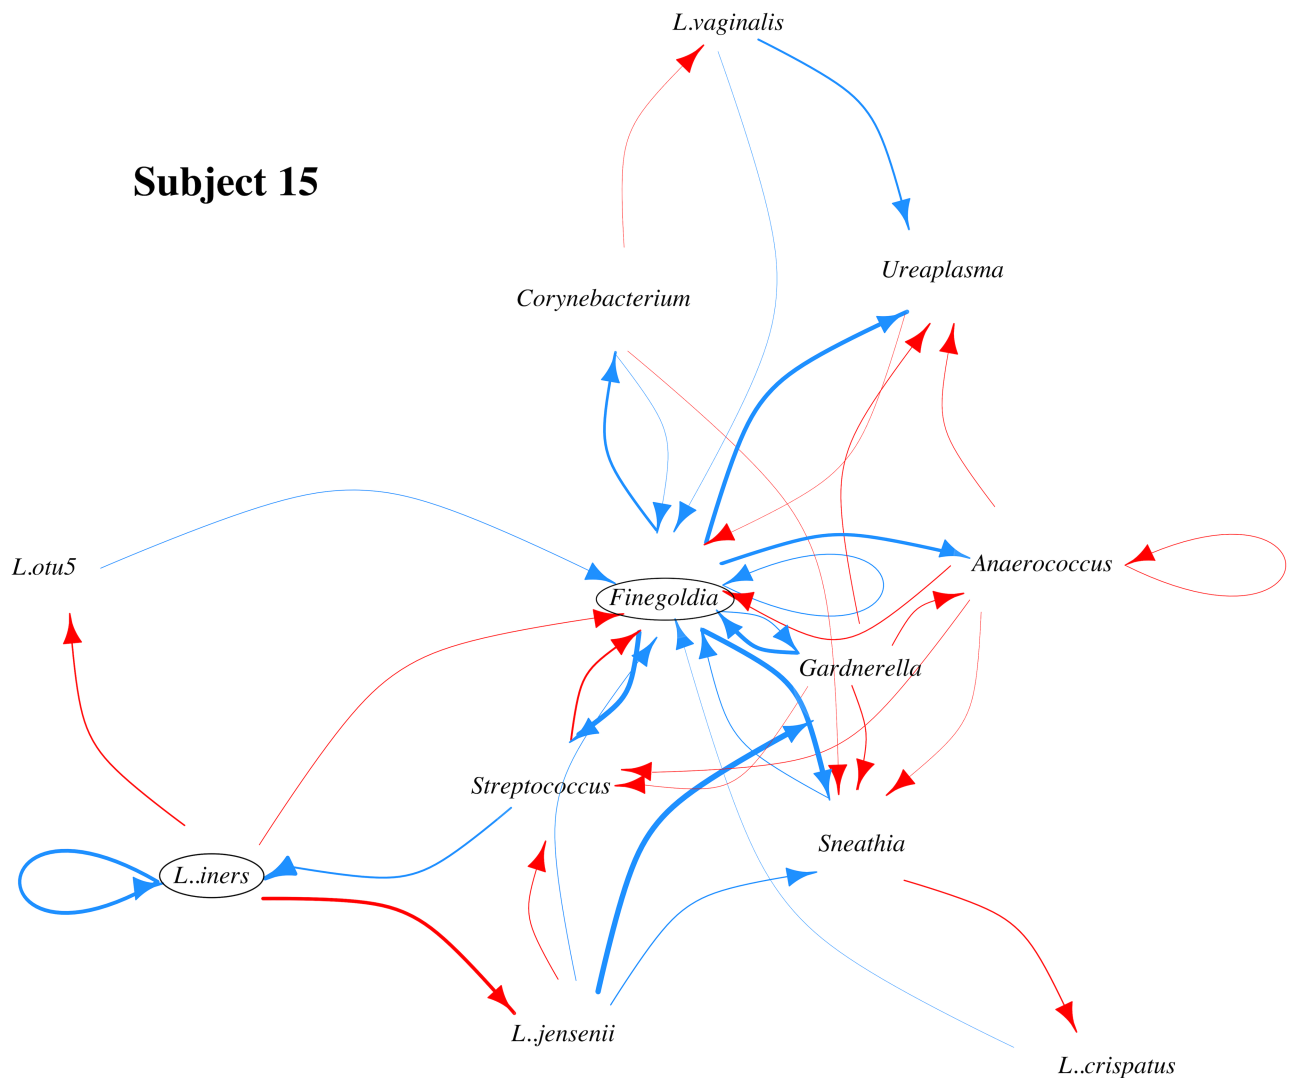 L.vaginalis
Subject 15
Ureaplasma
Corynebacterium
L.otu5
Anaerococcus
Finegoldia
Gardnerella
Streptococcus
Sneathia
L..iners
L..jensenii
L..crispatus